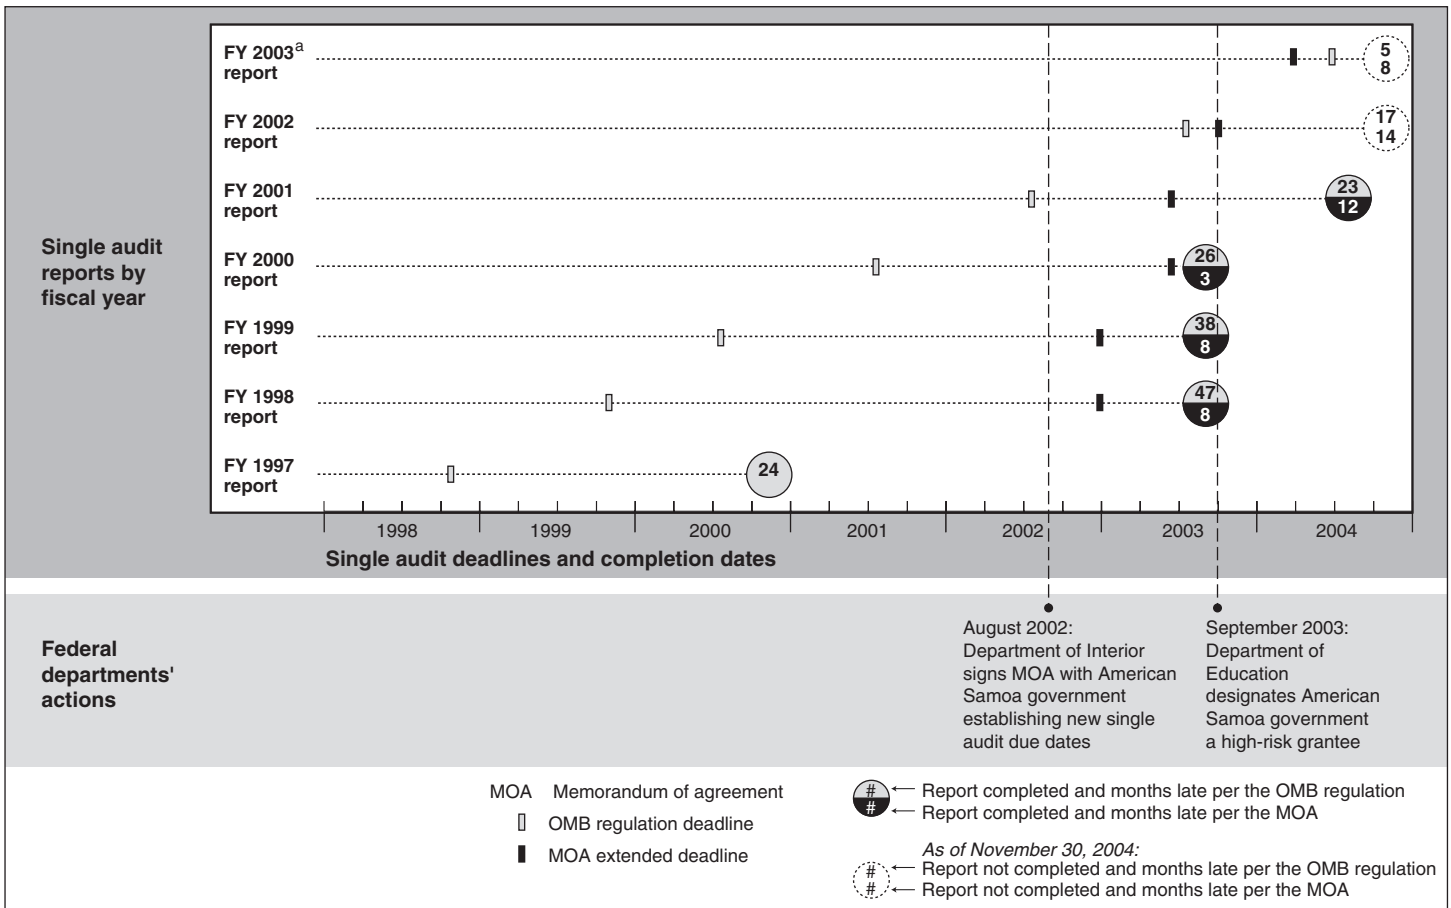 FY 2003a
report
5
8
FY 2002
report
17
14
FY 2001
report
23
12
Single audit
reports by
fiscal year
FY 2000
report
26
3
FY 1999
report
38
8
FY 1998
report
47
8
FY 1997
report
24
1998 1999 2000 2001 2002 2003 2004
Single audit deadlines and completion dates
Federal
departments'
actions
August 2002:
Department of Interior
signs MOA with American
Samoa government
establishing new single
audit due dates
September 2003:
Department of
Education
designates American
Samoa government
a high-risk grantee
MOA Memorandum of agreement
OMB regulation deadline
MOA extended deadline
# Report completed and months late per the OMB regulation
# Report completed and months late per the MOA
As of November 30, 2004:
# Report not completed and months late per the OMB regulation
# Report not completed and months late per the MOA